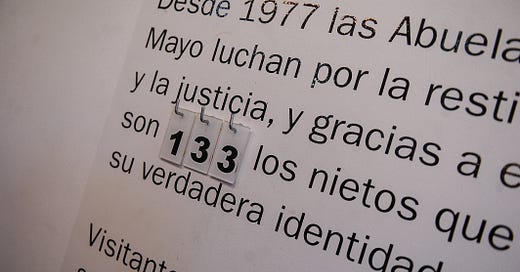 Desde 1977 las Abuela
Mayo luchan por la resti
y la justicia, y gracias a e
son 133 los nietos que
su verdadera identidad
Visitante